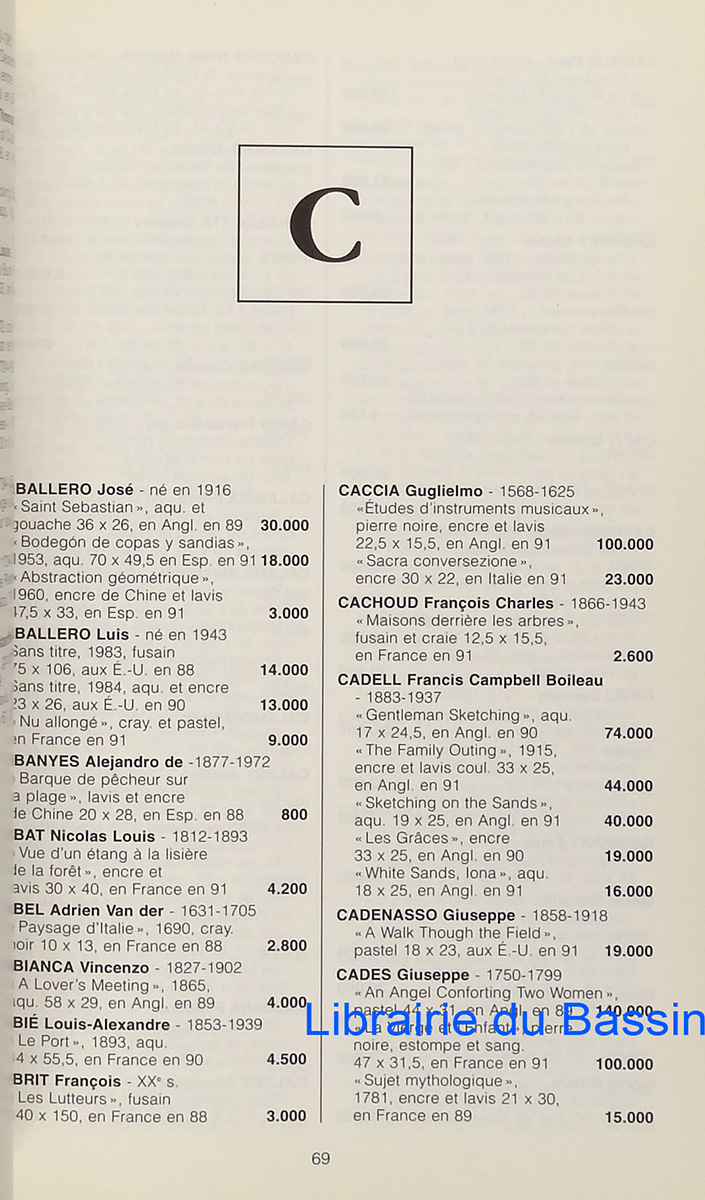 C
BALLERO José - né en 1916
« Saint Sebastian », aqu. et
gouache 36 x 26, en Angl. en 89 30.000
« Bodegón de copas y sandias »,
1953, aqu. 70 x 49,5 en Esp. en 91 18.000
« Abstraction géométrique »,
1960, encre de Chine et lavis
17,5 x 33, en Esp. en 91 3.000
BALLERO Luis - né en 1943
Sans titre, 1983, fusain
75 x 106, aux É.-U. en 88 14.000
Sans titre, 1984, aqu. et encre
23 x 26, aux É.-U. en 90 13.000
Nu allongé », cray. et pastel,
en France en 91 9.000
BANYES Alejandro de -1877-1972
Barque de pêcheur sur
a plage », lavis et encre
de Chine 20 x 28, en Esp. en 88 800
BAT Nicolas Louis - 1812-1893
Vue d'un étang à la lisière
de la forêt », encre et
avis 30 x 40, en France en 91 4.200
BEL Adrien Van der - 1631-1705
Paysage d'Italie », 1690, cray.
noir 10 x 13, en France en 88 2.800
BIANCA Vincenzo - 1827-1902
A Lover's Meeting », 1865,
aqu. 58 x 29, en Angl. en 89 4.000
BIÉ Louis-Alexandre - 1853-1939
Le Port », 1893, aqu.
4 x 55,5, en France en 90 4.500
BRIT François - XXe s.
Les Lutteurs », fusain
40 x 150, en France en 88 3.000
CACCIA Guglielmo - 1568-1625
« Études d'instruments musicaux »,
pierre noire, encre et lavis
22,5 x 15,5, en Angl. en 91 100.000
« Sacra conversezione »,
encre 30 x 22, en Italie en 91 23.000
CACHOUD François Charles - 1866-1943
« Maisons derrière les arbres »,
fusain et craie 12,5 x 15,5,
en France en 91 2.600
CADELL Francis Campbell Boileau
- 1883-1937
« Gentleman Sketching », aqu.
17 x 24,5, en Angl. en 90 74.000
« The Family Outing », 1915,
encre et lavis coul. 33 x 25,
en Angl. en 91 44.000
« Sketching on the Sands »,
aqu. 19 x 25, en Angl. en 91 40.000
« Les Grâces », encre
33 x 25, en Angl. en 90 19.000
« White Sands, Iona », aqu.
18 x 25, en Angl. en 91 16.000
CADENASSO Giuseppe - 1858-1918
« A Walk Though the Field »,
pastel 18 x 23, aux É.-U. en 91 19.000
CADES Giuseppe - 1750-1799
« An Angel Conforting Two Women »,
pastel 44 x 31, en Angl. en 89 140.000
« La Vierge et l'Enfant », pierre
noire, estompe et sang.
47 x 31,5, en France en 91 100.000
« Sujet mythologique »,
1781, encre et lavis 21 x 30,
en France en 89 15.000
Librairie du Bassin
69